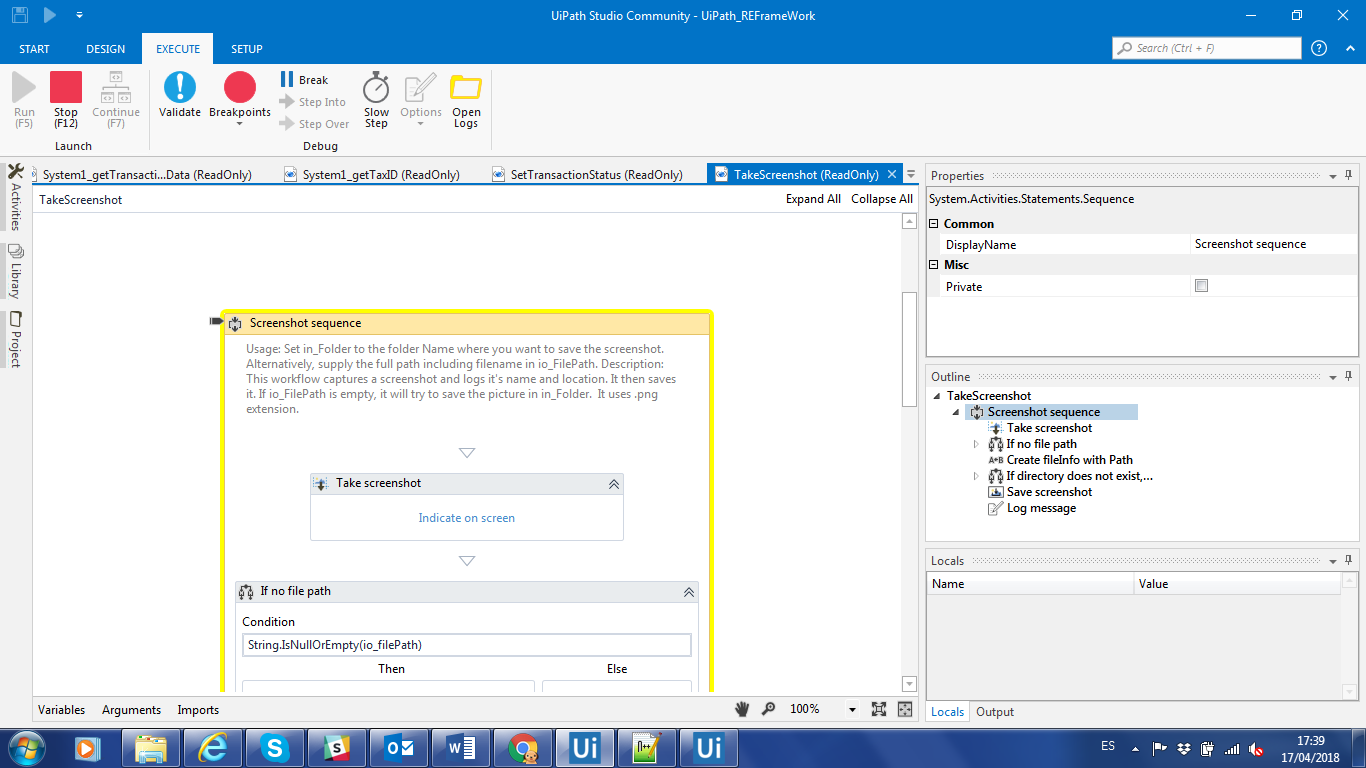 UiPath Studio Community - UiPath_REFrameWork
START DESIGN EXECUTE SETUP
Search (Ctrl + F)
?
Run
(F5)
Stop
(F12)
Continue
(F7)
Launch
Validate
Breakpoints
Break
Step Into
Step Over
Slow
Step
Options
Open
Logs
Debug
Activities
Library
Project
System1_getTransacti...Data (ReadOnly)
System1_getTaxID (ReadOnly)
SetTransactionStatus (ReadOnly)
TakeScreenshot (ReadOnly)
TakeScreenshot
Expand All Collapse All
Screenshot sequence
Usage: Set in_Folder to the folder Name where you want to save the screenshot.
Alternatively, supply the full path including filename in io_FilePath. Description:
This workflow captures a screenshot and logs it's name and location. It then saves
it. If io_FilePath is empty, it will try to save the picture in in_Folder.  It uses .png
extension.
Take screenshot
Indicate on screen
If no file path
Condition
String.IsNullOrEmpty(io_filePath)
Then Else
Variables Arguments Imports
100%
Properties
System.Activities.Statements.Sequence
Common
DisplayName Screenshot sequence
Misc
Private
Outline
TakeScreenshot
Screenshot sequence
Take screenshot
If no file path
A+B Create fileInfo with Path
If directory does not exist,...
Save screenshot
Log message
Locals
Name Value
Locals Output
Ui
Ui
ES
17:39
17/04/2018